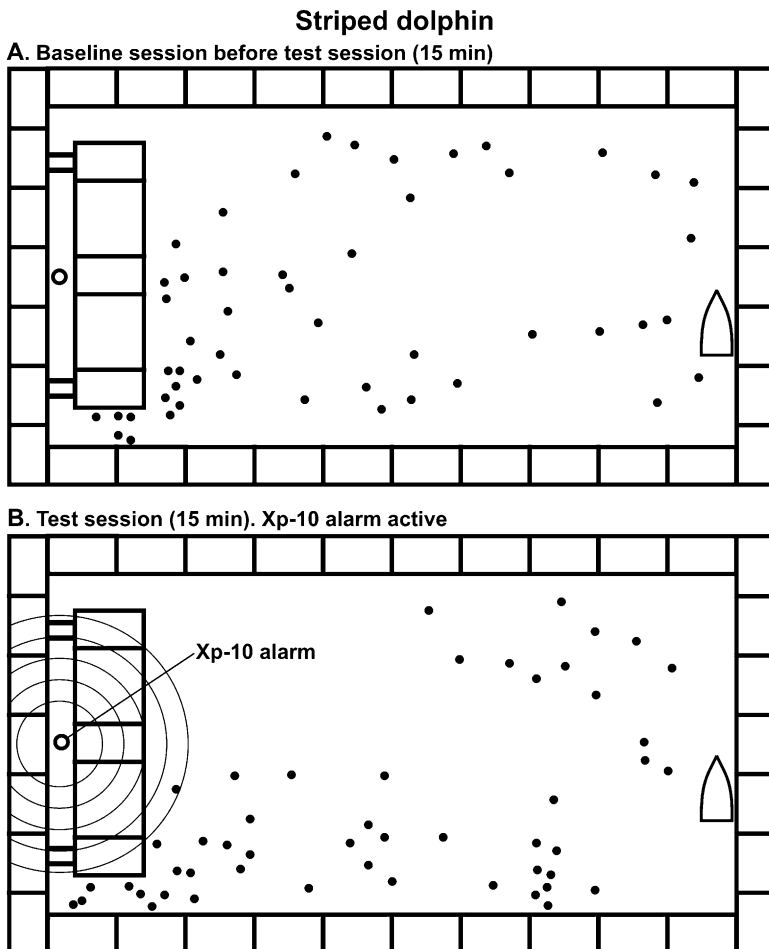 Striped dolphin
A. Baseline session before test session (15 min)
B. Test session (15 min). Xp-10 alarm active
Xp-10 alarm